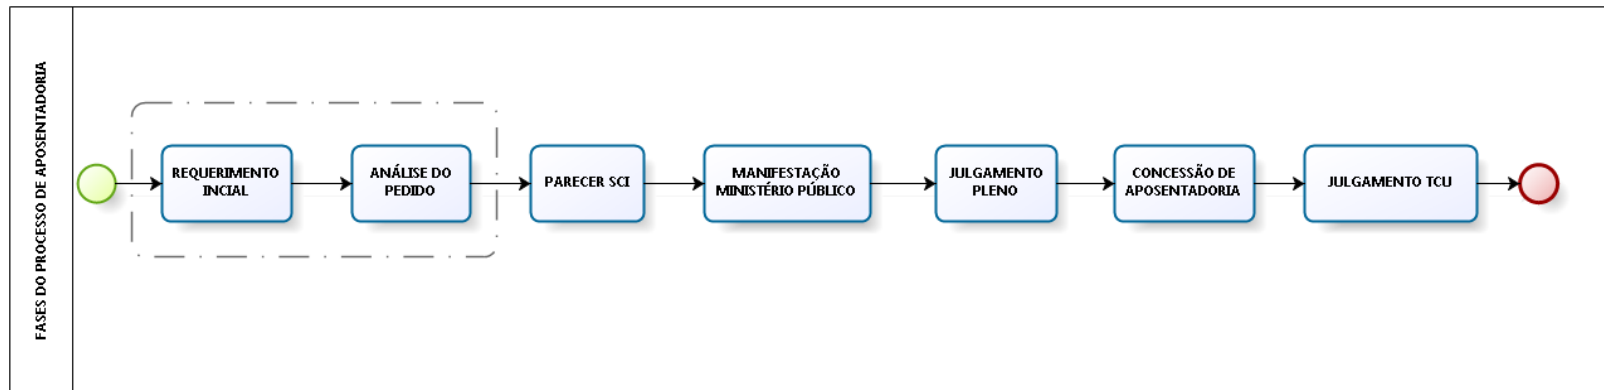 FASES DO PROCESSO DE APOSENTADORIA
REQUERIMENTO
INCIAL
ANÁLISE DO
PEDIDO
PARECER SCI
MANIFESTAÇÃO
MINISTÉRIO PÚBLICO
JULGAMENTO
PLENO
CONCESSÃO DE
APOSENTADORIA
JULGAMENTO TCU